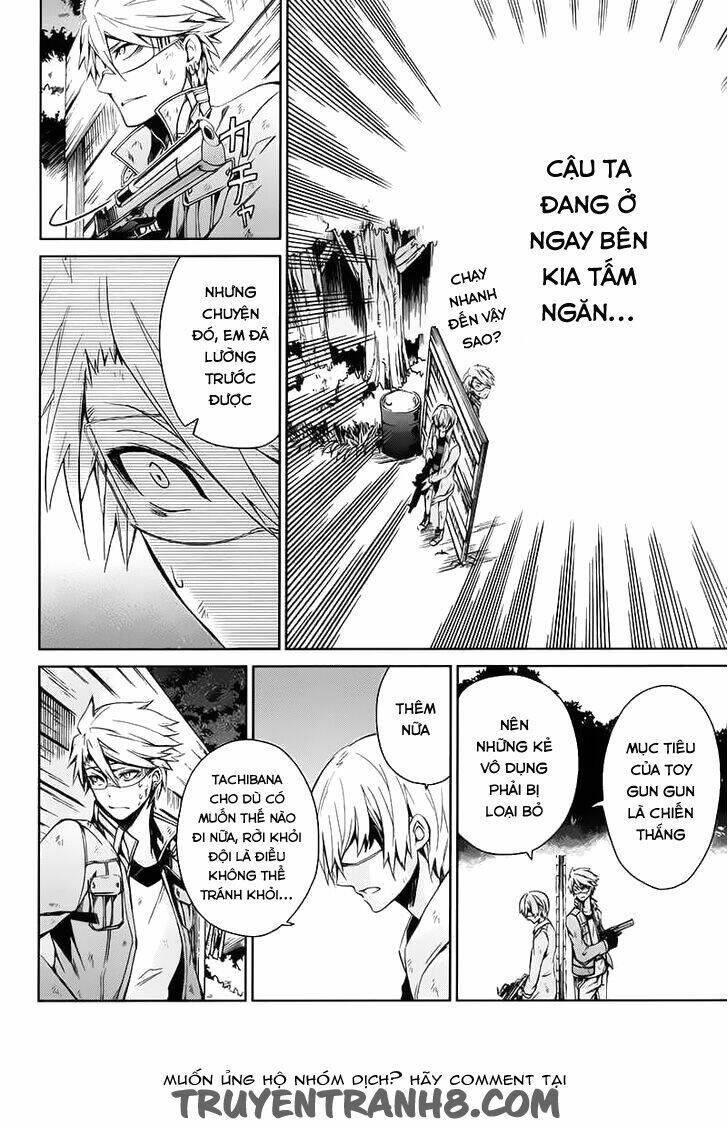 CẬU TA
ĐANG Ở
NGAY BÊN
KIA TẤM
NGĂN...
CHẠY
NHANH
ĐẾN VẬY
SAO?
ガチャ
NHƯNG
CHUYỆN
ĐÓ, EM ĐÃ
LƯỜNG
TRƯỚC
ĐƯỢC
MỤC TIÊU
CỦA TOY
GUN GUN
LÀ CHIẾN
THẮNG
NÊN
NHỮNG KẺ
VÔ DỤNG
PHẢI BỊ
LOẠI BỎ
THÊM
NỮA
TACHIBANA
CHO DÙ CÓ
MUỐN THẾ NÀO
ĐI NỮA, RỜI KHỎI
ĐỘI LÀ ĐIỀU
KHÔNG THỂ
TRÁNH KHỎI...
MUỐN ỦNG HỘ NHÓM DỊCH? HÃY COMMENT TẠI
TRUYENTRANH8.COM